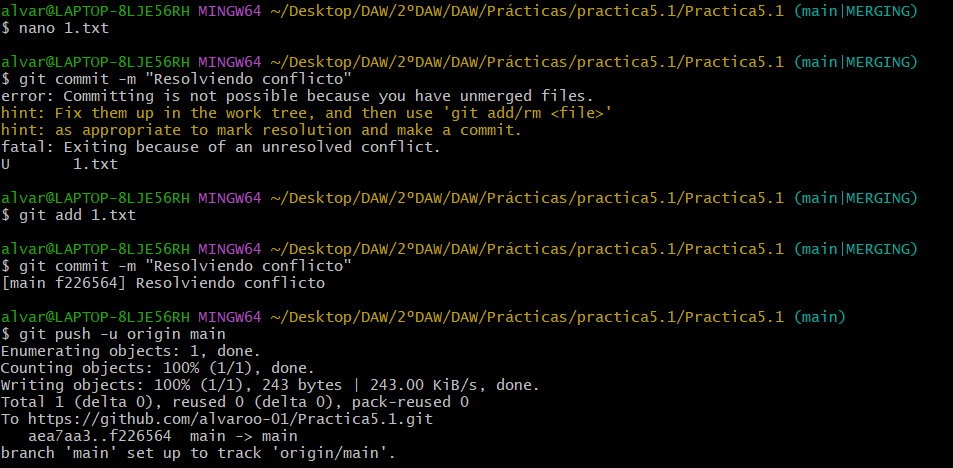 alvar@LAPTOP-8LJE56RH MINGW64 ~/Desktop/DAW/2ºDAW/DAW/Prácticas/practica5.1/Practica5.1 (main|MERGING)
$ nano 1.txt
alvar@LAPTOP-8LJE56RH MINGW64 ~/Desktop/DAW/2ºDAW/DAW/Prácticas/practica5.1/Practica5.1 (main|MERGING)
$ git commit -m "Resolviendo conflicto"
error: Committing is not possible because you have unmerged files.
hint: Fix them up in the work tree, and then use 'git add/rm <file>'
hint: as appropriate to mark resolution and make a commit.
fatal: Exiting because of an unresolved conflict.
U       1.txt
alvar@LAPTOP-8LJE56RH MINGW64 ~/Desktop/DAW/2ºDAW/DAW/Prácticas/practica5.1/Practica5.1 (main|MERGING)
$ git add 1.txt
alvar@LAPTOP-8LJE56RH MINGW64 ~/Desktop/DAW/2ºDAW/DAW/Prácticas/practica5.1/Practica5.1 (main|MERGING)
$ git commit -m "Resolviendo conflicto"
[main f226564] Resolviendo conflicto
alvar@LAPTOP-8LJE56RH MINGW64 ~/Desktop/DAW/2ºDAW/DAW/Prácticas/practica5.1/Practica5.1 (main)
$ git push -u origin main
Enumerating objects: 1, done.
Counting objects: 100% (1/1), done.
Writing objects: 100% (1/1), 243 bytes | 243.00 KiB/s, done.
Total 1 (delta 0), reused 0 (delta 0), pack-reused 0
To https://github.com/alvaroo-01/Practica5.1.git
   aea7aa3..f226564  main -> main
branch 'main' set up to track 'origin/main'.